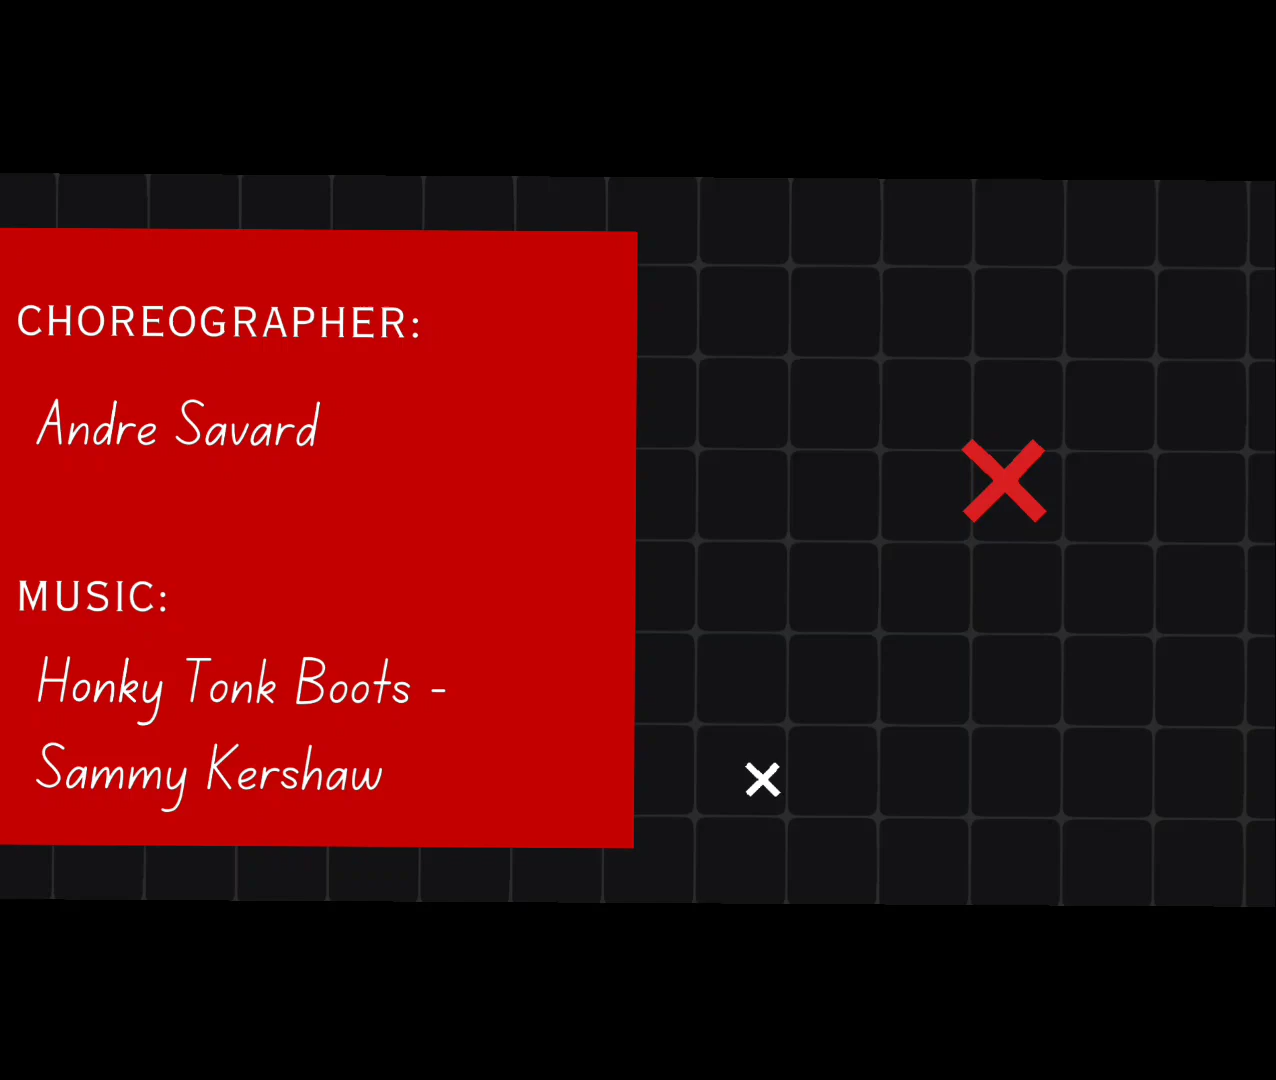 CHOREOGRAPHER:
Andre Savard
MUSIC:
Honky Tonk Boots -
Sammy Kershaw